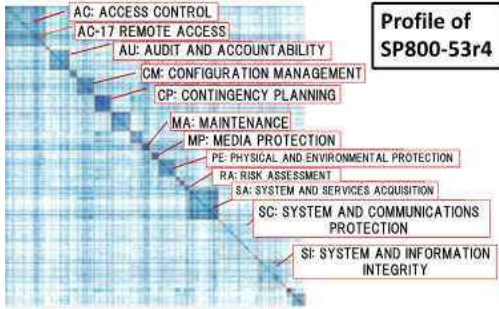 AC: ACCESS CONTROL
Profile of
SP800-53r4
AC-17 REMOTE ACCESS
AU: AUDIT AND ACCOUNTABILITY
CM: CONFIGURATION MANAGEMENT
CP: CONTINGENCY PLANNING
MA: MAINTENANCE
MP: MEDIA PROTECTION
PE: PHYSICAL AND ENVIRONMENTAL PROTECTION
RA: RISK ASSESSMENT
SA: SYSTEM AND SERVICES ACQUISITION
SC: SYSTEM AND COMMUNICATIONS
PROTECTION
SI: SYSTEM AND INFORMATION
INTEGRITY